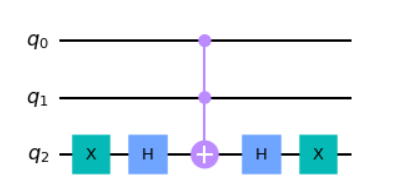 q₀
q₁
q₂ X H + H X